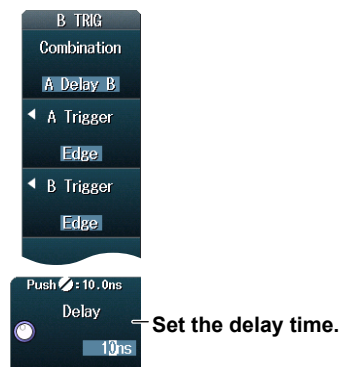 B TRIG
Combination
A Delay B
A Trigger
Edge
B Trigger
Edge
Push : 10.0ns
Delay
10ns
Set the delay time.